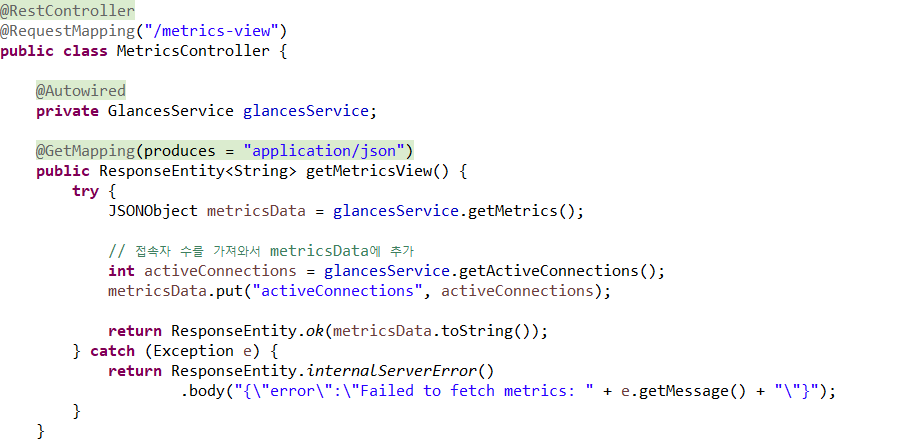 @RestController
@RequestMapping("/metrics-view")
public class MetricsController {
@Autowired
private GlancesService glancesService;
@GetMapping(produces = "application/json")
public ResponseEntity<String> getMetricsView() {
try {
JSONObject metricsData = glancesService.getMetrics();
// 접속자 수를 가져와서 metricsData에 추가
int activeConnections = glancesService.getActiveConnections();
metricsData.put("activeConnections", activeConnections);
return ResponseEntity.ok(metricsData.toString());
} catch (Exception e) {
return ResponseEntity.internalServerError()
.body("{\"error\":\"Failed to fetch metrics: " + e.getMessage() + "\"}");
}
}